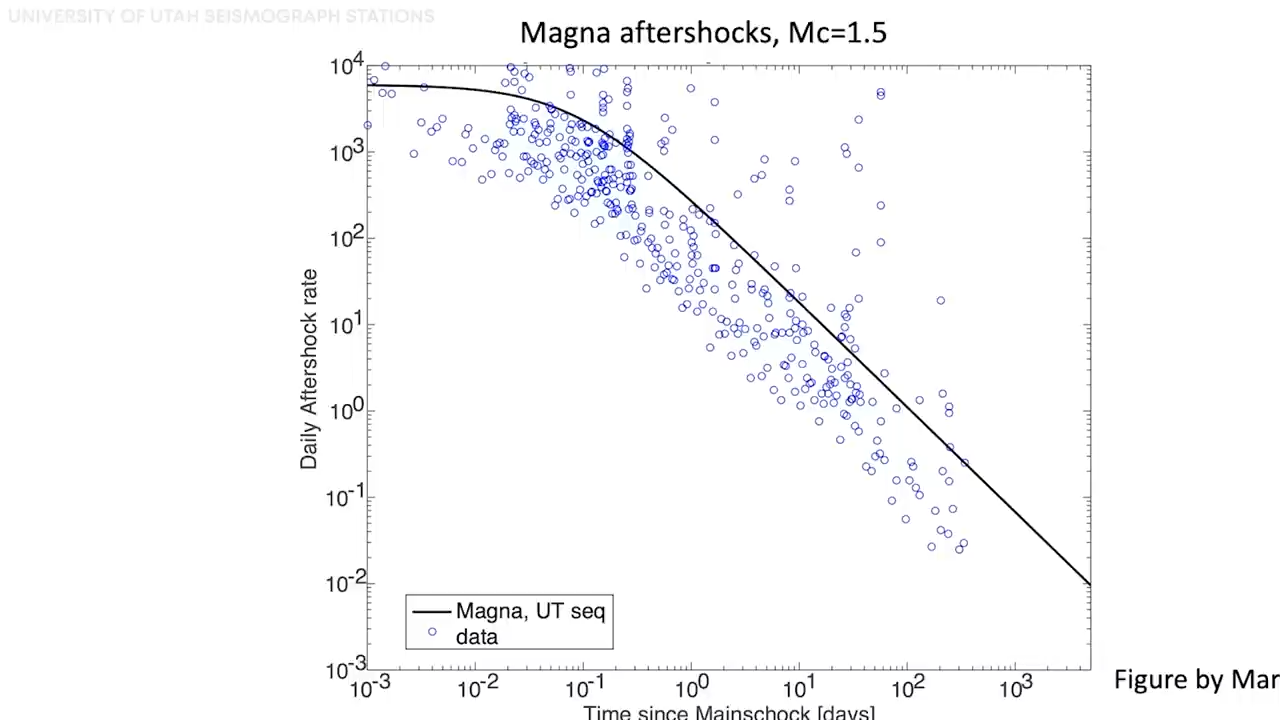 UNIVERSITY OF UTAH SEISMOGRAPH STATIONS
Magna aftershocks, Mc=1.5
10^4
10^3
10^2
10^1
10^0
10^-1
10^-2
10^-3
Daily Aftershock rate
Magna, UT seq
data
10^-3 10^-2 10^-1 10^0 10^1 10^2 10^3
Time since Mainschock [days]
Figure by Mar